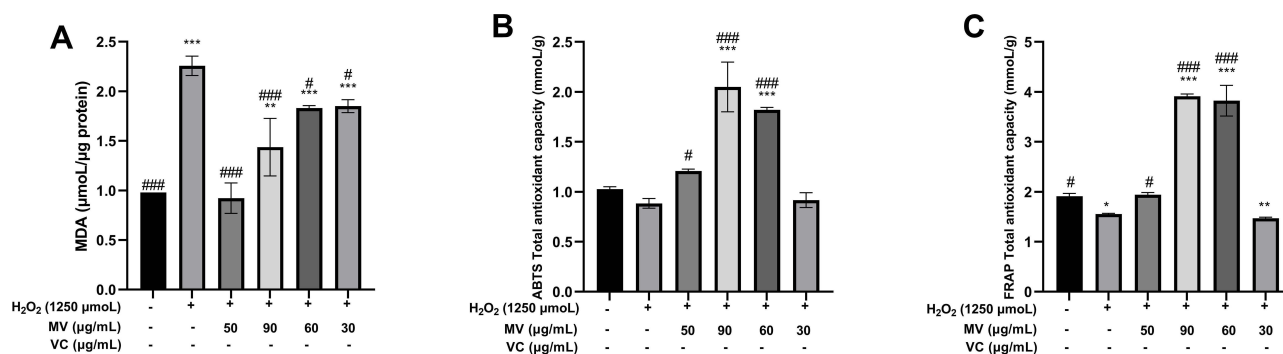 A
MDA (μmoL/μg protein)
2.5
2.0
1.5
1.0
0.5
0.0
###
***
###
###
**
#
***
#
***
H₂O₂ (1250 μmoL) - + + + + +
MV (μg/mL) - - 50 90 60 30
VC (μg/mL) - - - - - -
B
ABTS Total antioxidant capacity (mmoL/g)
2.5
2.0
1.5
1.0
0.5
0.0
#
###
***
###
***
H₂O₂ (1250 μmoL) - + + + + +
MV (μg/mL) - - 50 90 60 30
VC (μg/mL) - - - - - -
C
FRAP Total antioxidant capacity (mmoL/g)
5
4
3
2
1
0
#
*
#
###
***
###
***
**
H₂O₂ (1250 μmoL) - + + + + +
MV (μg/mL) - - 50 90 60 30
VC (μg/mL) - - - - - -